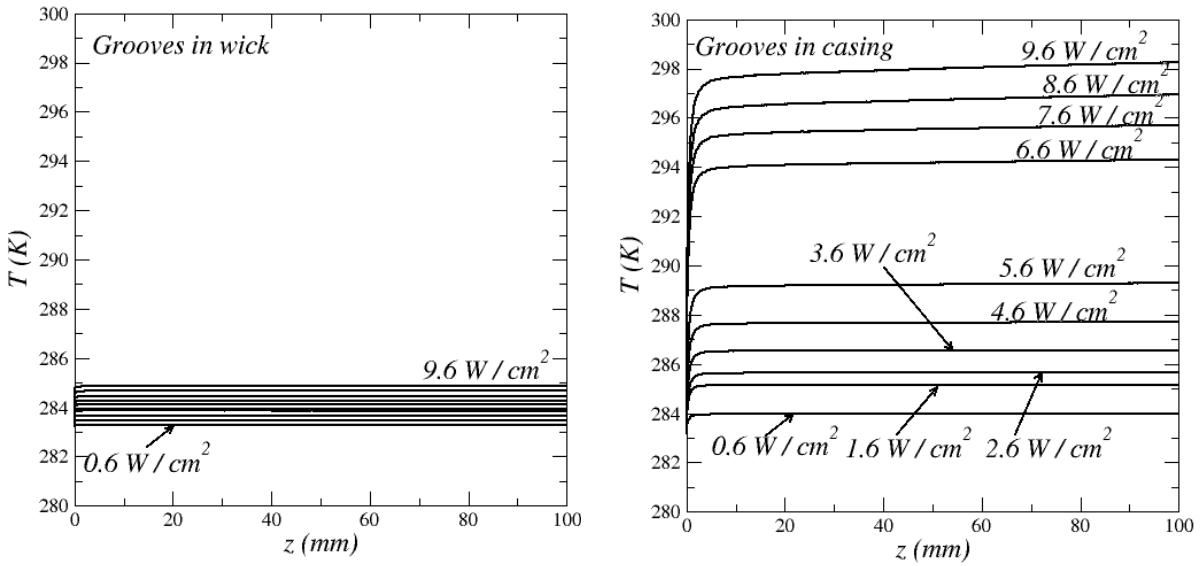 300
298
296
294
292
290
288
286
284
282
280
T (K)
Grooves in wick
9.6 W / cm²
0.6 W / cm²
0 20 40 60 80 100
z (mm)
300
298
296
294
292
290
288
286
284
282
280
T (K)
Grooves in casing
9.6 W / cm²
8.6 W / cm²
7.6 W / cm²
6.6 W / cm²
3.6 W / cm²
5.6 W / cm²
4.6 W / cm²
0.6 W / cm²
1.6 W / cm²
2.6 W / cm²
0 20 40 60 80 100
z (mm)